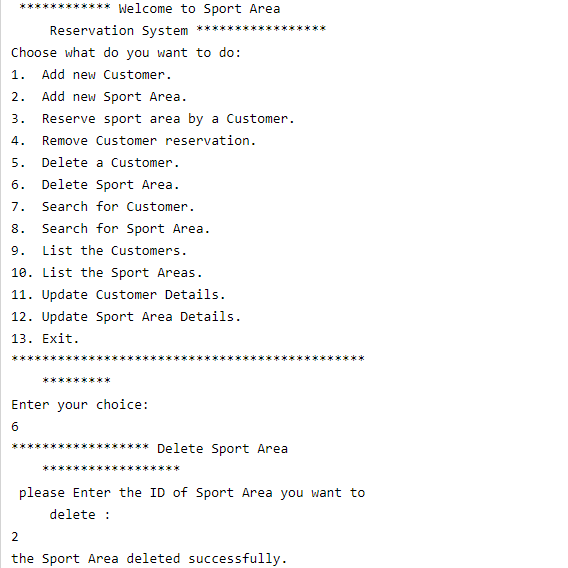 ************ Welcome to Sport Area
Reservation System *****************
Choose what do you want to do:
1. Add new Customer.
2. Add new Sport Area.
3. Reserve sport area by a Customer.
4. Remove Customer reservation.
5. Delete a Customer.
6. Delete Sport Area.
7. Search for Customer.
8. Search for Sport Area.
9. List the Customers.
10. List the Sport Areas.
11. Update Customer Details.
12. Update Sport Area Details.
13. Exit.
**********************************************
*********
Enter your choice:
6
****************** Delete Sport Area
******************
please Enter the ID of Sport Area you want to
delete :
2
the Sport Area deleted successfully.